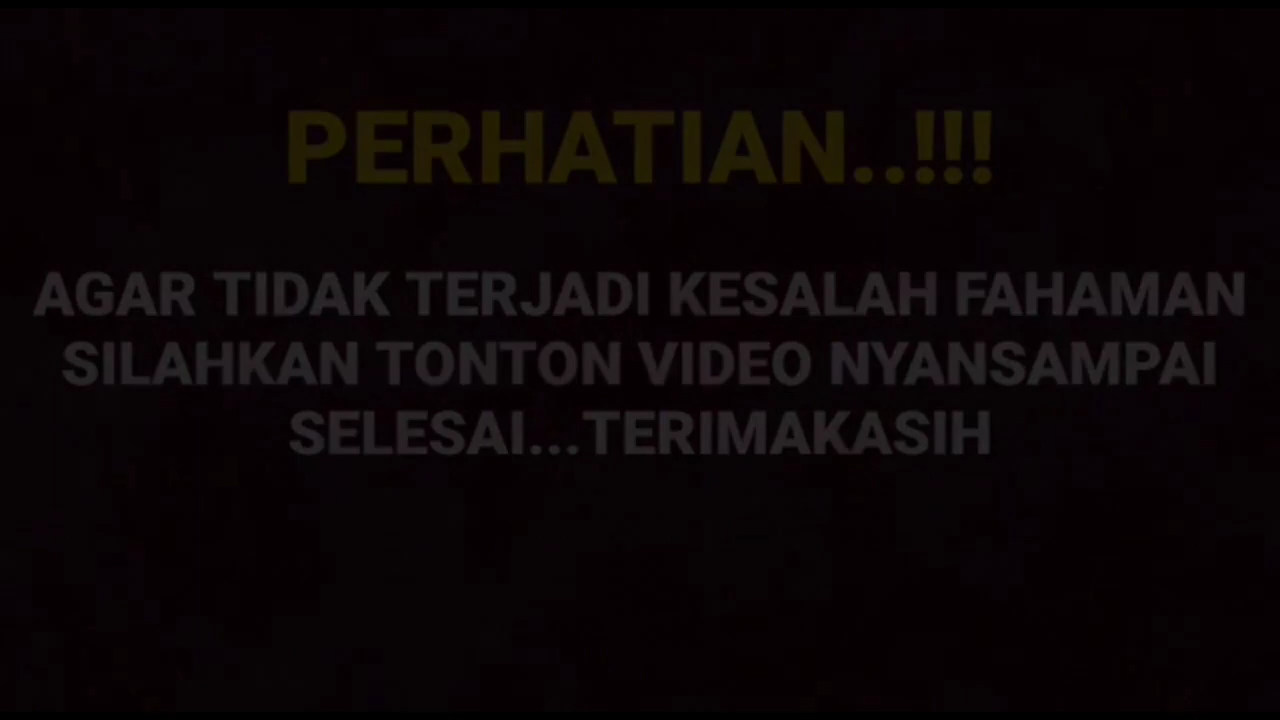 PERHATIAN..!!!
AGAR TIDAK TERJADI KESALAH FAHAMAN
SILAHKAN TONTON VIDEO NYANSAMPAI
SELESAI...TERIMAKASIH